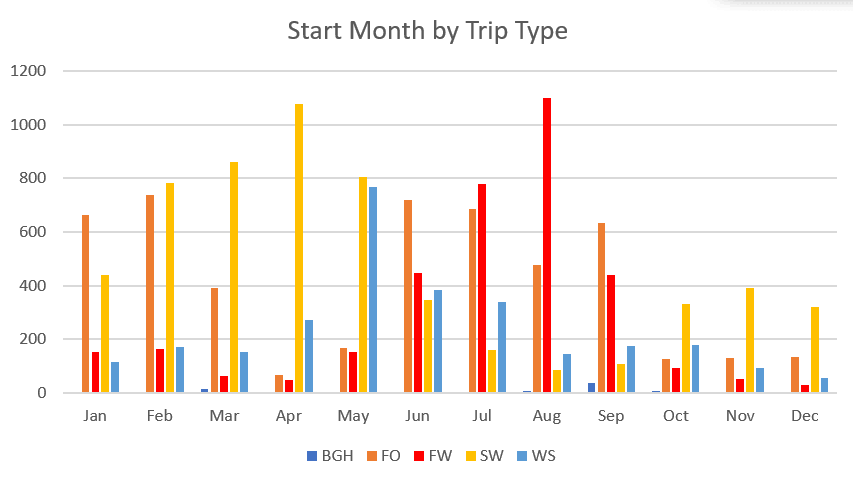 Start Month by Trip Type
1200
1000
800
600
400
200
0
Jan Feb Mar Apr May Jun Jul Aug Sep Oct Nov Dec
BGH FO FW SW WS